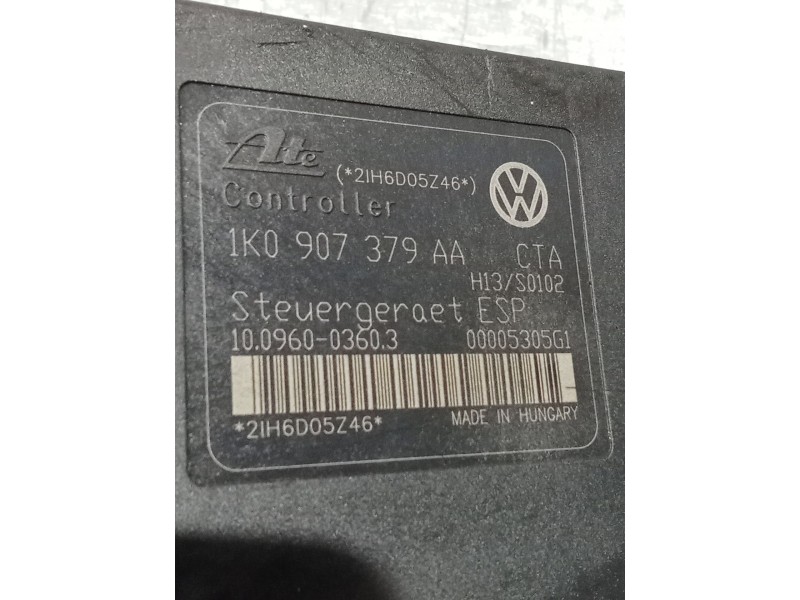 Ate (*2IH6D05Z46*) VW
Controller
1K0 907 379 AA CTA
H13/S0102
Steuergeraet ESP
10.0960-0360.3 00005305G1
*2IH6D05Z46* MADE IN HUNGARY